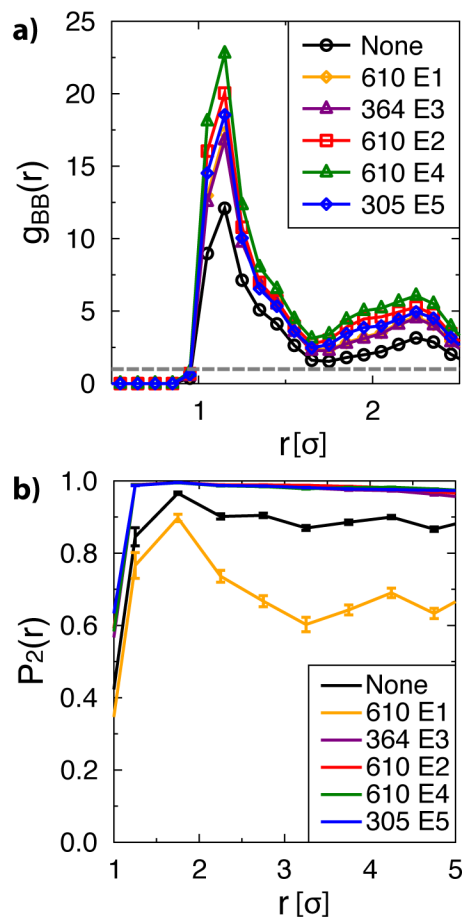 a)
25
20
15
10
5
0
g_BB(r)
None
610 E1
364 E3
610 E2
610 E4
305 E5
1
2
r[σ]
b)
1.0
0.8
0.6
0.4
0.2
0.0
P₂(r)
None
610 E1
364 E3
610 E2
610 E4
305 E5
1
2
3
4
5
r[σ]